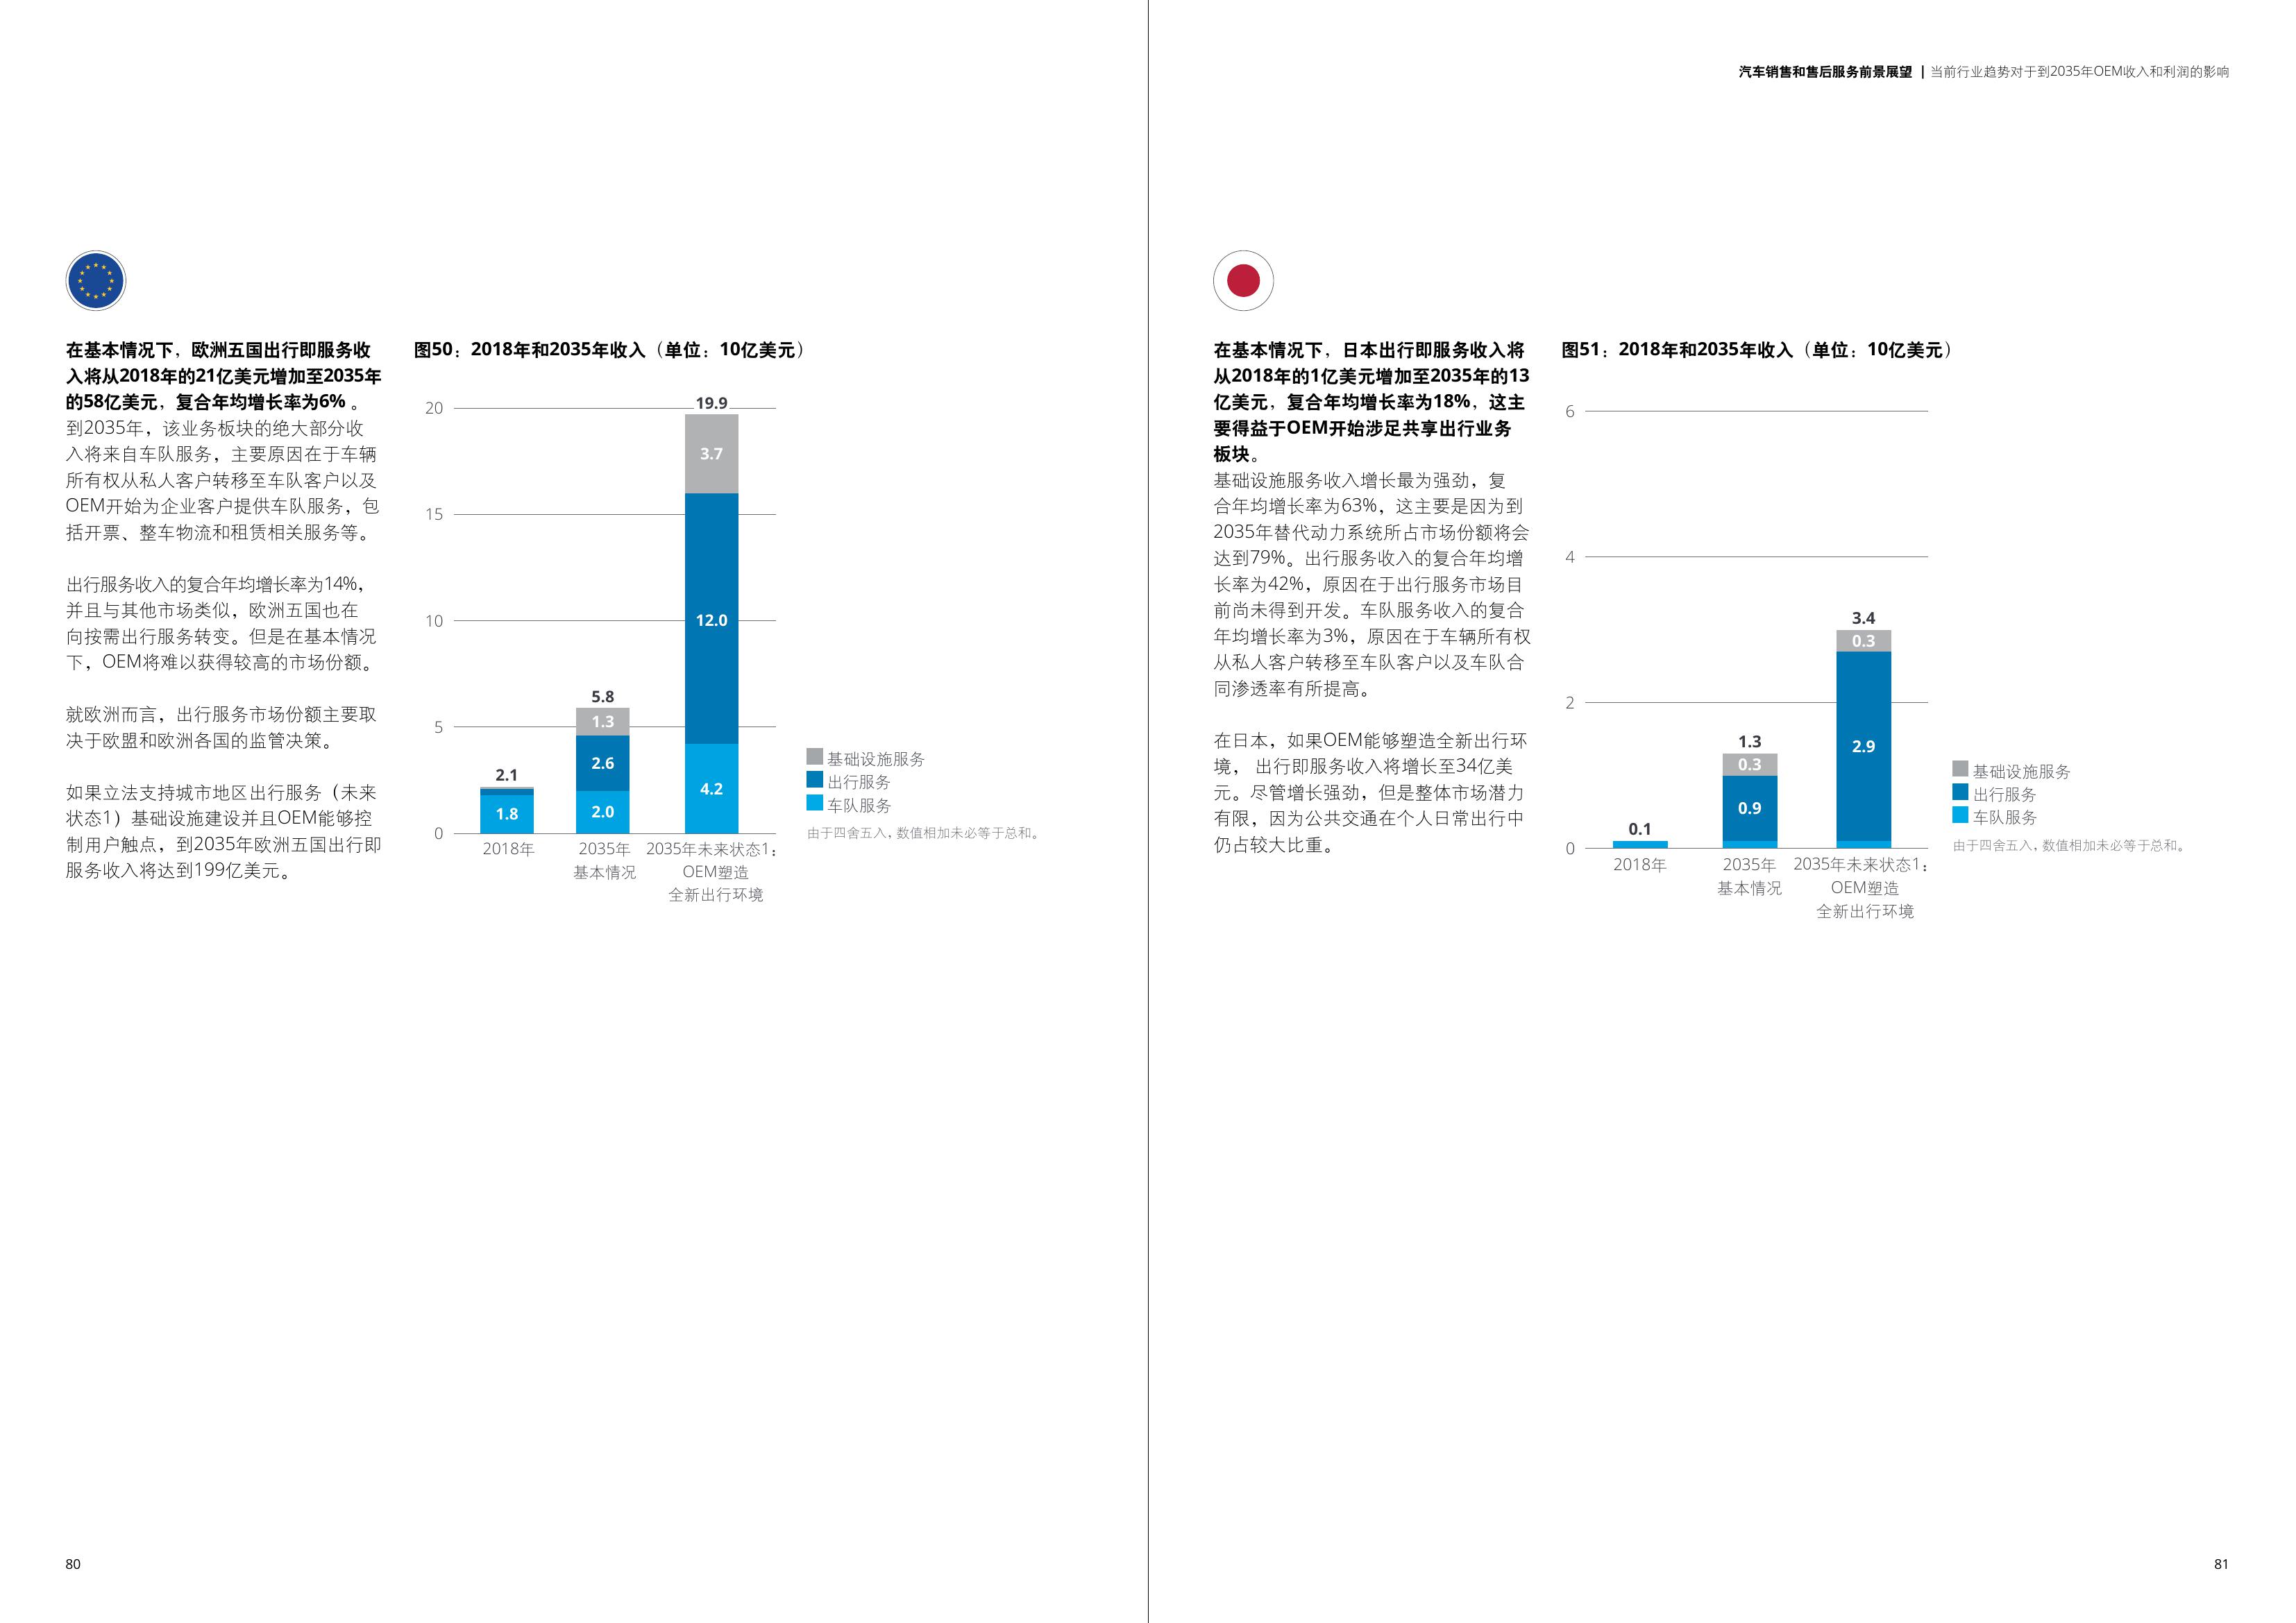 汽车销售和售后服务前景展望 | 当前行业趋势对于到2035年OEM收入和利润的影响
在基本情况下，欧洲五国出行即服务收
入将从2018年的21亿美元增加至2035年
的58亿美元，复合年均增长率为6% 。
到2035年，该业务板块的绝大部分收
入将来自车队服务，主要原因在于车辆
所有权从私人客户转移至车队客户以及
OEM开始为企业客户提供车队服务，包
括开票、整车物流和租赁相关服务等。
出行服务收入的复合年均增长率为14%，
并且与其他市场类似，欧洲五国也在
向按需出行服务转变。但是在基本情况
下，OEM将难以获得较高的市场份额。
就欧洲而言，出行服务市场份额主要取
决于欧盟和欧洲各国的监管决策。
如果立法支持城市地区出行服务（未来
状态1）基础设施建设并且OEM能够控
制用户触点，到2035年欧洲五国出行即
服务收入将达到199亿美元。
图50：2018年和2035年收入（单位：10亿美元）
20
15
10
5
0
2.1
1.8
5.8
1.3
2.6
2.0
19.9
3.7
12.0
4.2
2018年
2035年
基本情况
2035年未来状态1：
OEM塑造
全新出行环境
基础设施服务
出行服务
车队服务
由于四舍五入，数值相加未必等于总和。
在基本情况下，日本出行即服务收入将
从2018年的1亿美元增加至2035年的13
亿美元，复合年均增长率为18%，这主
要得益于OEM开始涉足共享出行业务
板块。
基础设施服务收入增长最为强劲，复
合年均增长率为63%，这主要是因为到
2035年替代动力系统所占市场份额将会
达到79%。出行服务收入的复合年均增
长率为42%，原因在于出行服务市场目
前尚未得到开发。车队服务收入的复合
年均增长率为3%，原因在于车辆所有权
从私人客户转移至车队客户以及车队合
同渗透率有所提高。
在日本，如果OEM能够塑造全新出行环
境， 出行即服务收入将增长至34亿美
元。尽管增长强劲，但是整体市场潜力
有限，因为公共交通在个人日常出行中
仍占较大比重。
图51：2018年和2035年收入（单位：10亿美元）
6
4
2
0
0.1
1.3
0.3
0.9
3.4
0.3
2.9
2018年
2035年
基本情况
2035年未来状态1：
OEM塑造
全新出行环境
基础设施服务
出行服务
车队服务
由于四舍五入，数值相加未必等于总和。
80
81